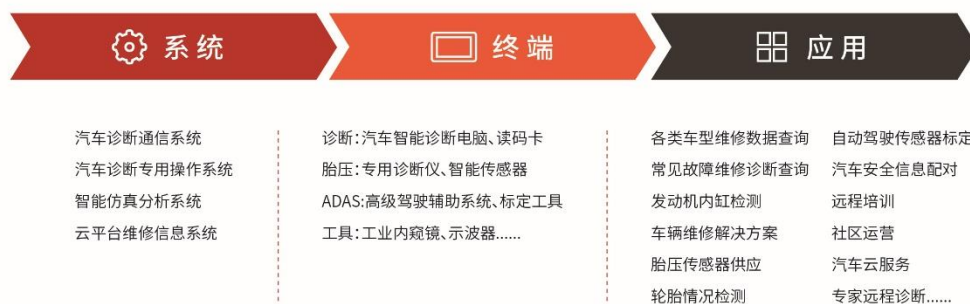 系统
终端
应用
汽车诊断通信系统
汽车诊断专用操作系统
智能仿真分析系统
云平台维修信息系统
诊断:汽车智能诊断电脑、读码卡
胎压:专用诊断仪、智能传感器
ADAS:高级驾驶辅助系统、标定工具
工具:工业内窥镜、示波器......
各类车型维修数据查询
常见故障维修诊断查询
发动机内缸检测
车辆维修解决方案
胎压传感器供应
轮胎情况检测
自动驾驶传感器标定
汽车安全信息配对
远程培训
社区运营
汽车云服务
专家远程诊断......